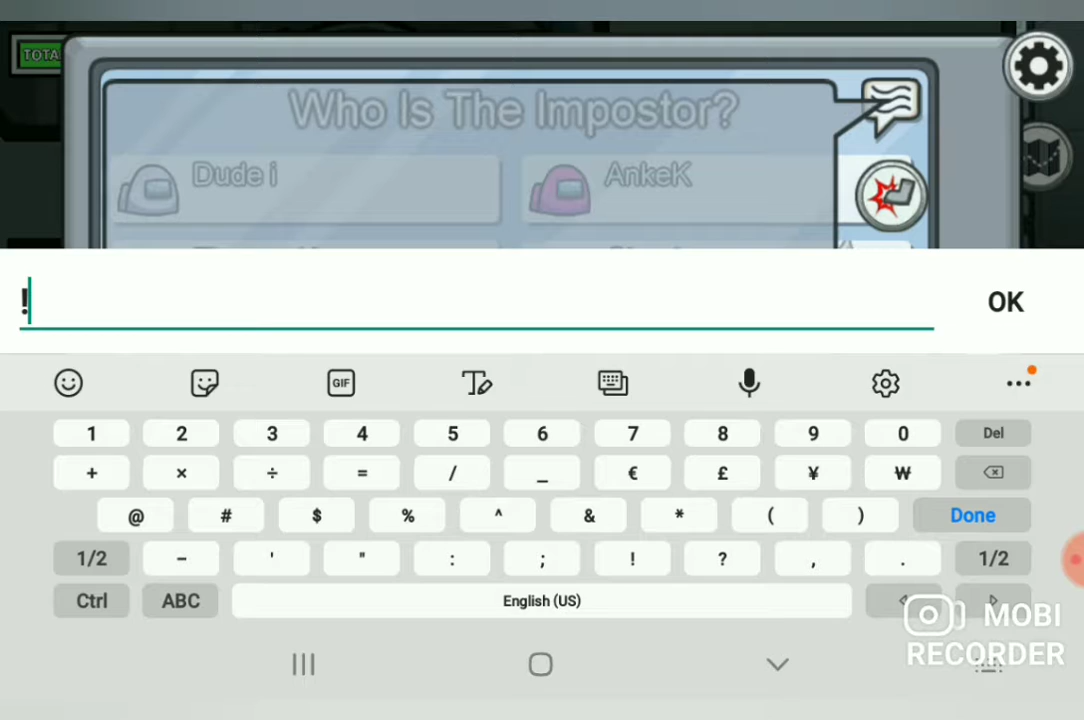 TOTA
Who Is The Impostor?
Dude i
AnkeK
!
OK
GIF
1 2 3 4 5 6 7 8 9 0 Del
+ × ÷ = / _ € £ ¥ ₩
@ # $ % ^ & * ( ) Done
1/2 - ' " : ; ! ? , . 1/2
Ctrl ABC English (US)
MOBI
RECORDER